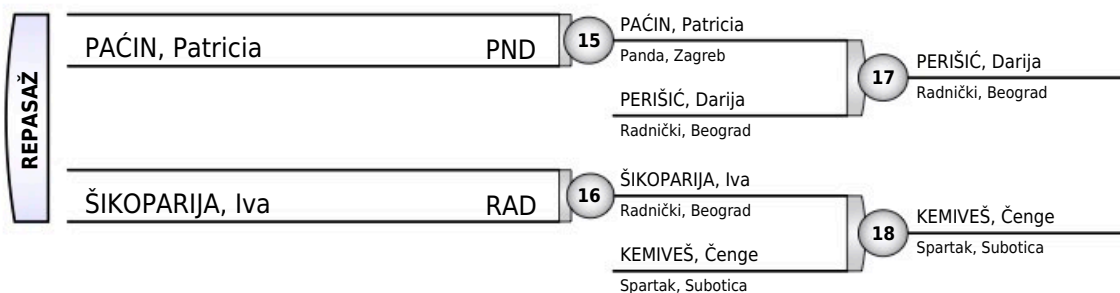 REPASAŽ
PAĆIN, Patricia PND
15
PAĆIN, Patricia
Panda, Zagreb
PERIŠIĆ, Darija
Radnički, Beograd
17
PERIŠIĆ, Darija
Radnički, Beograd
ŠIKOPARIJA, Iva RAD
16
ŠIKOPARIJA, Iva
Radnički, Beograd
KEMIVEŠ, Čenge
Spartak, Subotica
18
KEMIVEŠ, Čenge
Spartak, Subotica